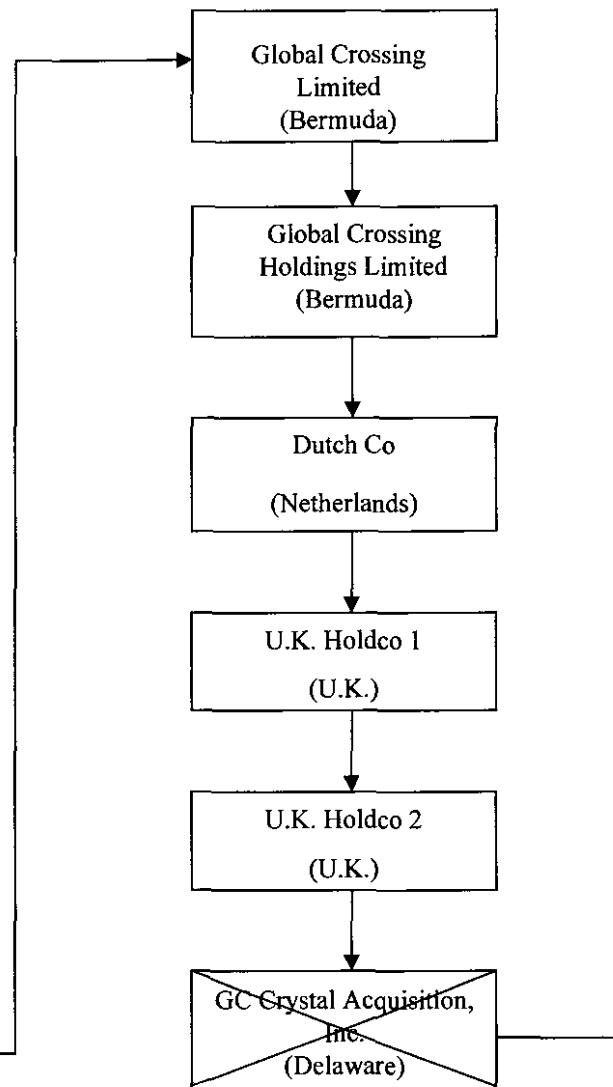 Global Crossing
Limited
(Bermuda)
Global Crossing
Holdings Limited
(Bermuda)
Dutch Co
(Netherlands)
U.K. Holdco 1
(U.K.)
U.K. Holdco 2
(U.K.)
GC Crystal Acquisition,
Inc.
(Delaware)